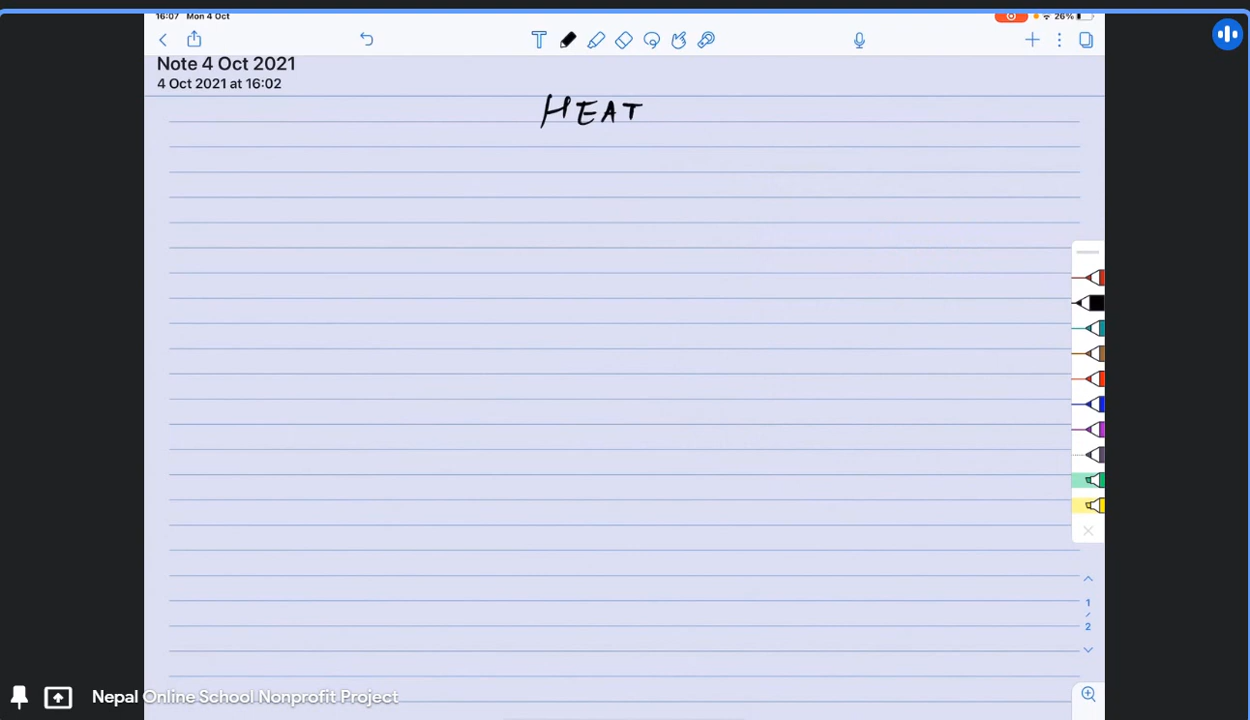 16:07 Mon 4 Oct 26%
Note 4 Oct 2021
4 Oct 2021 at 16:02
HEAT
1
2
Nepal Online School Nonprofit Project